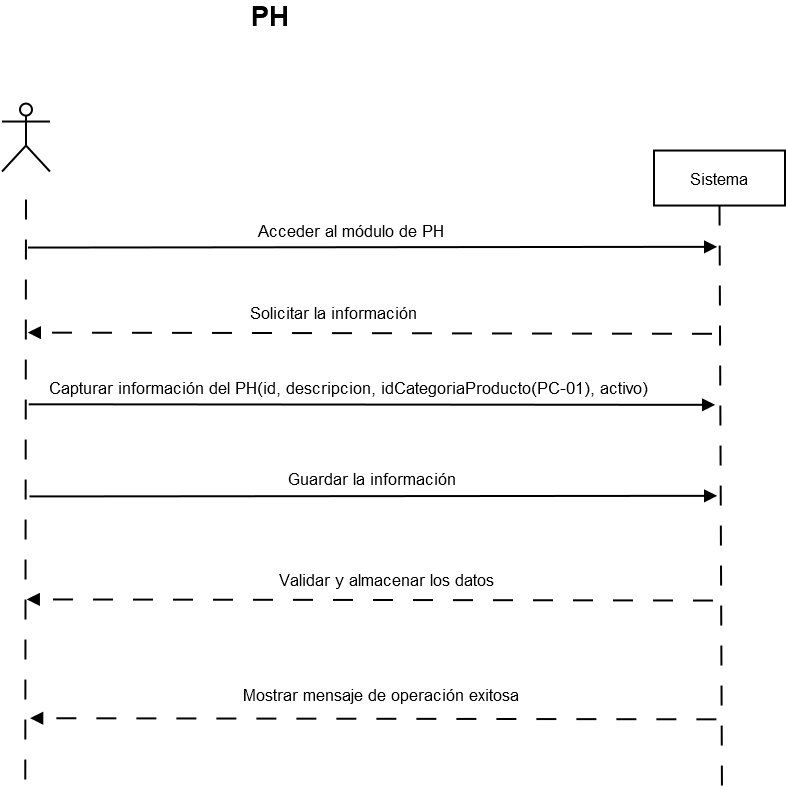 PH
Sistema
Acceder al módulo de PH
Solicitar la información
Capturar información del PH(id, descripcion, idCategoriaProducto(PC-01), activo)
Guardar la información
Validar y almacenar los datos
Mostrar mensaje de operación exitosa